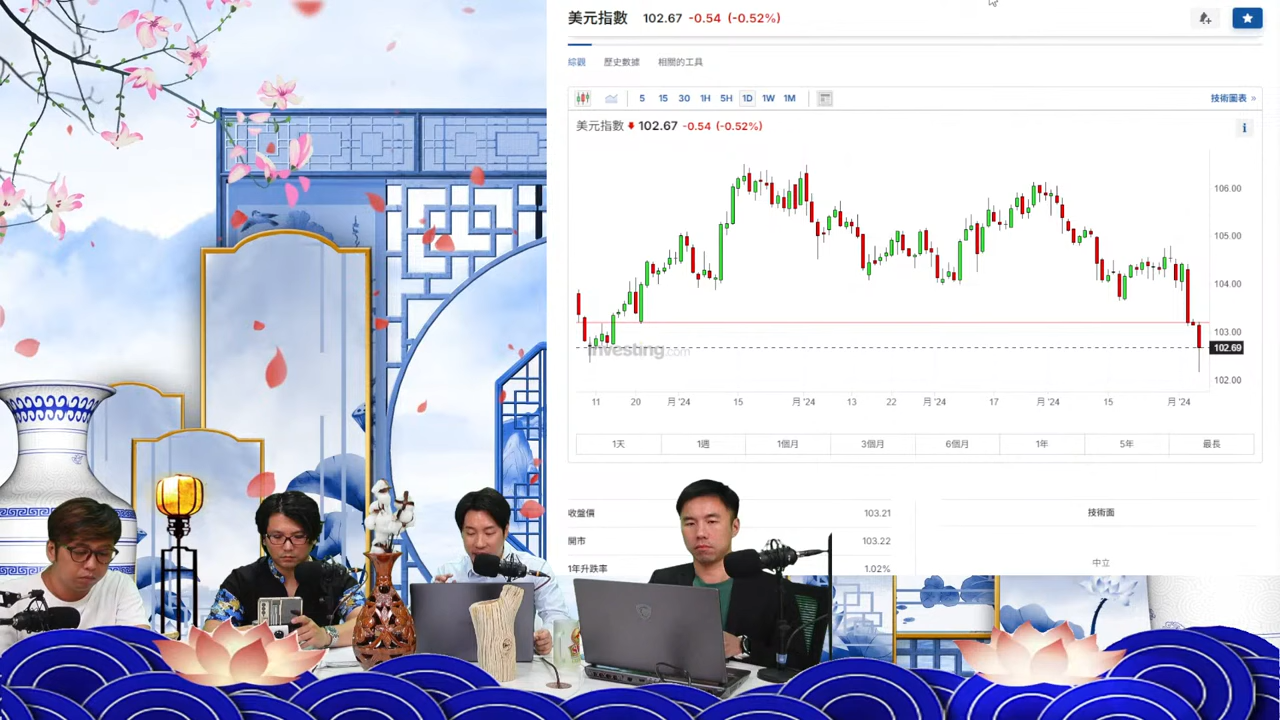 美元指數 102.67 -0.54 (-0.52%)
綜觀 歷史數據 相關的工具
5 15 30 1H 5H 1D 1W 1M 技術圖表 »
美元指數 102.67 -0.54 (-0.52%)
i
106.00
105.00
104.00
103.00
102.69
102.00
Investing.com
11 20 月 '24 15 月 '24 13 22 月 '24 17 月 '24 15 月 '24
1天 1週 1個月 3個月 6個月 1年 5年 最長
收盤價 103.21
開市 103.22
1年升跌率 1.02%
技術面
中立